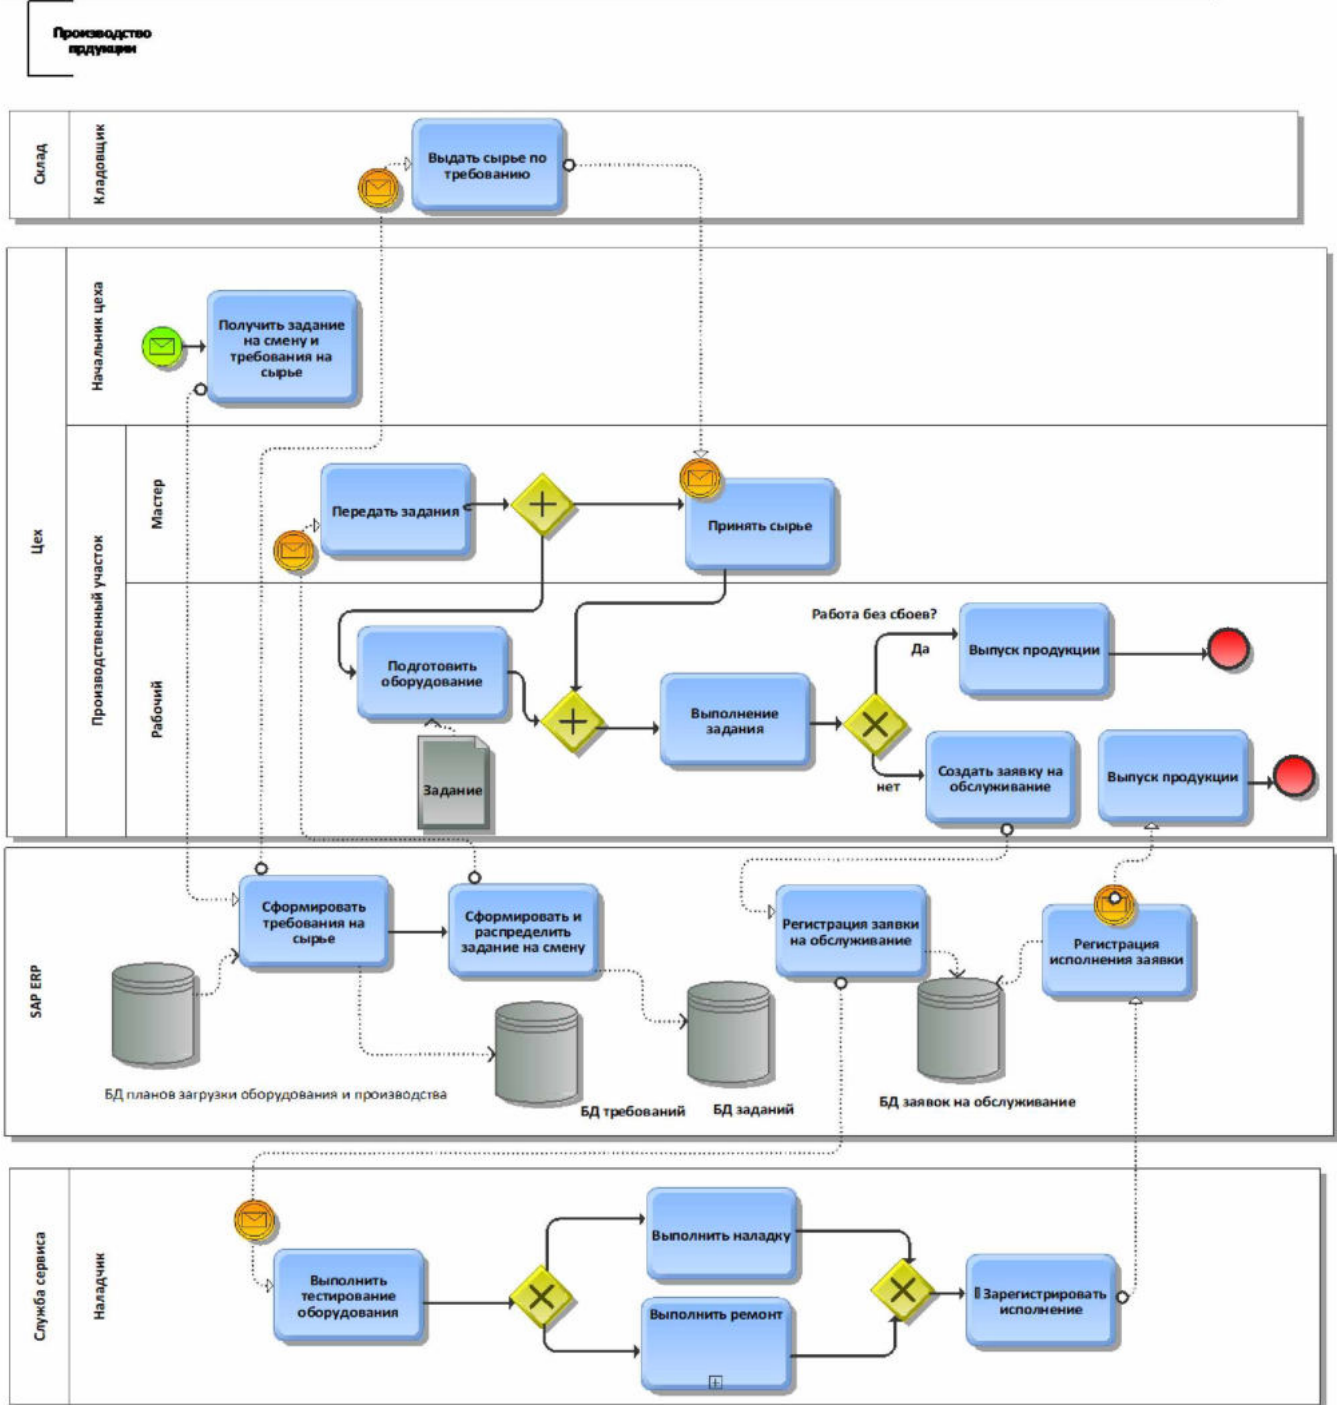 Производство
прдукции
Склад
Кладовщик
Выдать сырье по
требованию
Цех
Начальник цеха
Получить задание
на смену и
требования на
сырье
Производственный участок
Мастер
Передать задания
Принять сырье
Рабочий
Подготовить
оборудование
Задание
Выполнение
задания
Работа без сбоев?
Да
нет
Выпуск продукции
Создать заявку на
обслуживание
Выпуск продукции
SAP ERP
Сформировать
требования на
сырье
Сформировать и
распределить
задание на смену
Регистрация заявки
на обслуживание
Регистрация
исполнения заявки
БД планов загрузки оборудования и производства
БД требований
БД заданий
БД заявок на обслуживание
Служба сервиса
Наладчик
Выполнить
тестирование
оборудования
Выполнить наладку
Выполнить ремонт
Зарегистрировать
исполнение